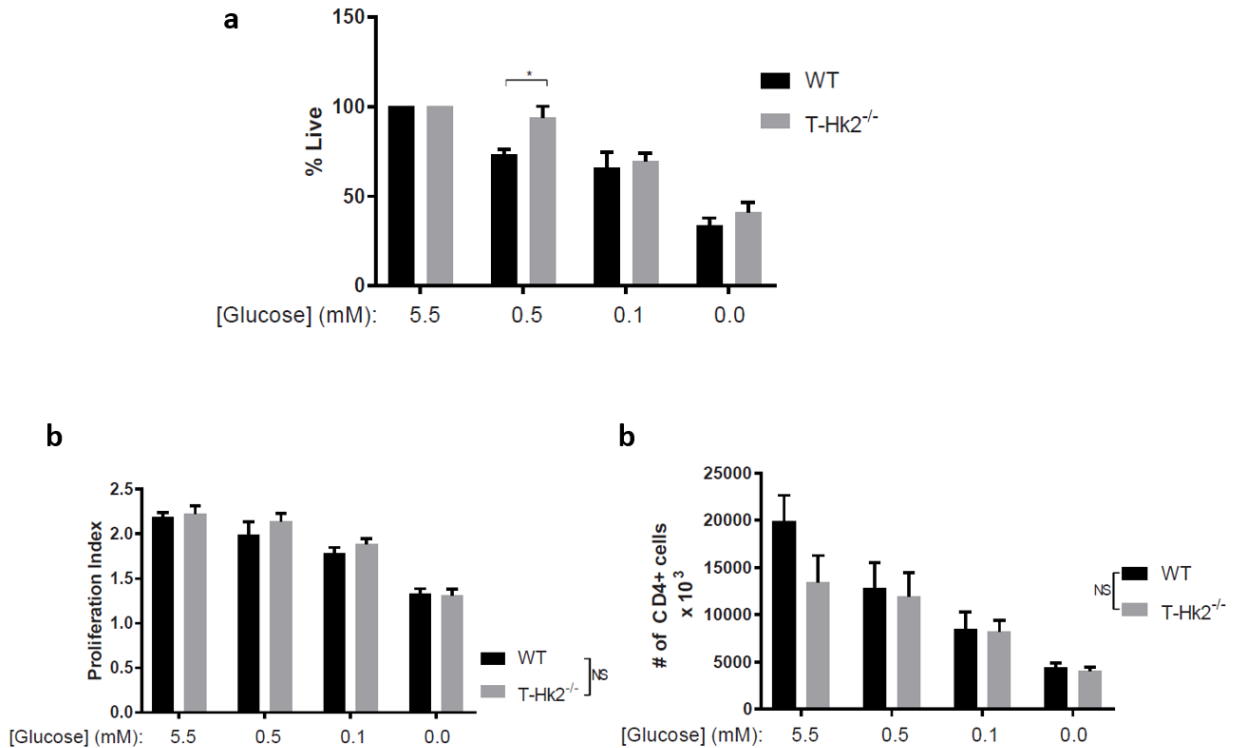 a
150
100
50
0
% Live
*
WT
T-Hk2-/-
[Glucose] (mM): 5.5 0.5 0.1 0.0
b
2.5
2.0
1.5
1.0
0.5
0.0
Proliferation Index
WT
T-Hk2-/-
NS
[Glucose] (mM): 5.5 0.5 0.1 0.0
b
25000
20000
15000
10000
5000
0
# of CD4+ cells
x 10³
NS
WT
T-Hk2-/-
[Glucose] (mM): 5.5 0.5 0.1 0.0